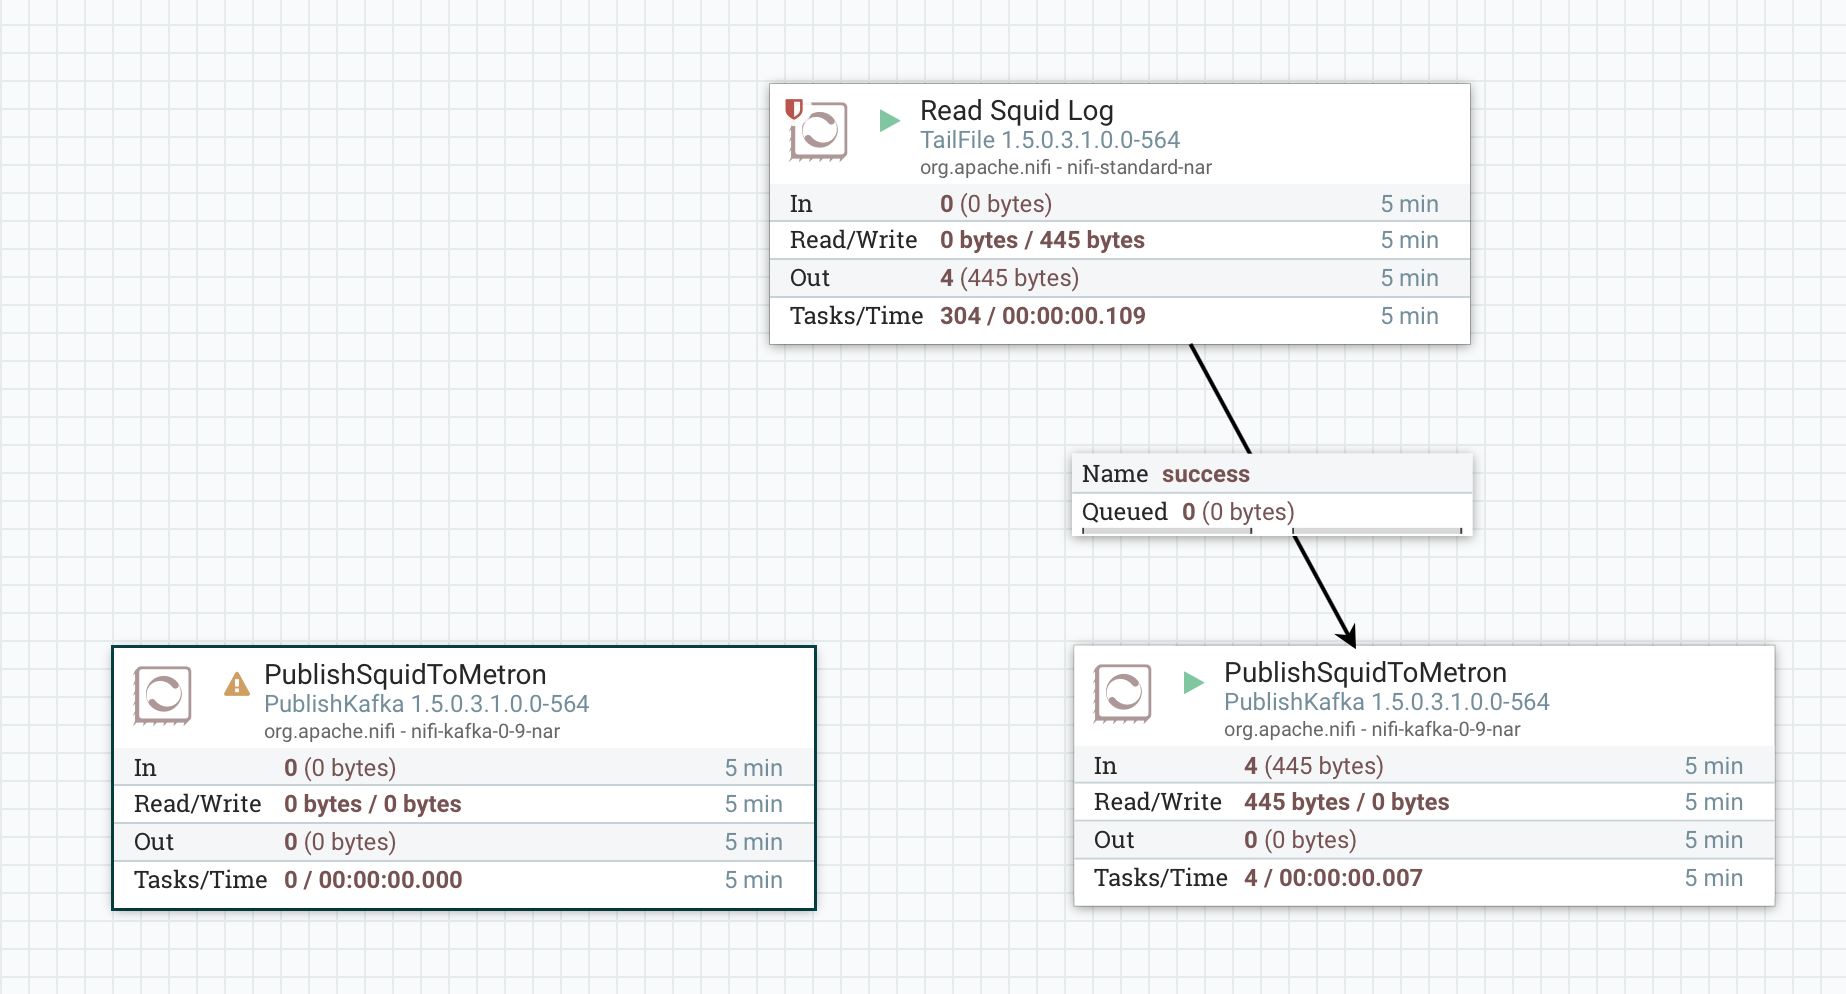 Read Squid Log
TailFile 1.5.0.3.1.0.0-564
org.apache.nifi - nifi-standard-nar
In 0 (0 bytes) 5 min
Read/Write 0 bytes / 445 bytes 5 min
Out 4 (445 bytes) 5 min
Tasks/Time 304 / 00:00:00.109 5 min
Name success
Queued 0 (0 bytes)
PublishSquidToMetron
PublishKafka 1.5.0.3.1.0.0-564
org.apache.nifi - nifi-kafka-0-9-nar
In 0 (0 bytes) 5 min
Read/Write 0 bytes / 0 bytes 5 min
Out 0 (0 bytes) 5 min
Tasks/Time 0 / 00:00:00.000 5 min
PublishSquidToMetron
PublishKafka 1.5.0.3.1.0.0-564
org.apache.nifi - nifi-kafka-0-9-nar
In 4 (445 bytes) 5 min
Read/Write 445 bytes / 0 bytes 5 min
Out 0 (0 bytes) 5 min
Tasks/Time 4 / 00:00:00.007 5 min